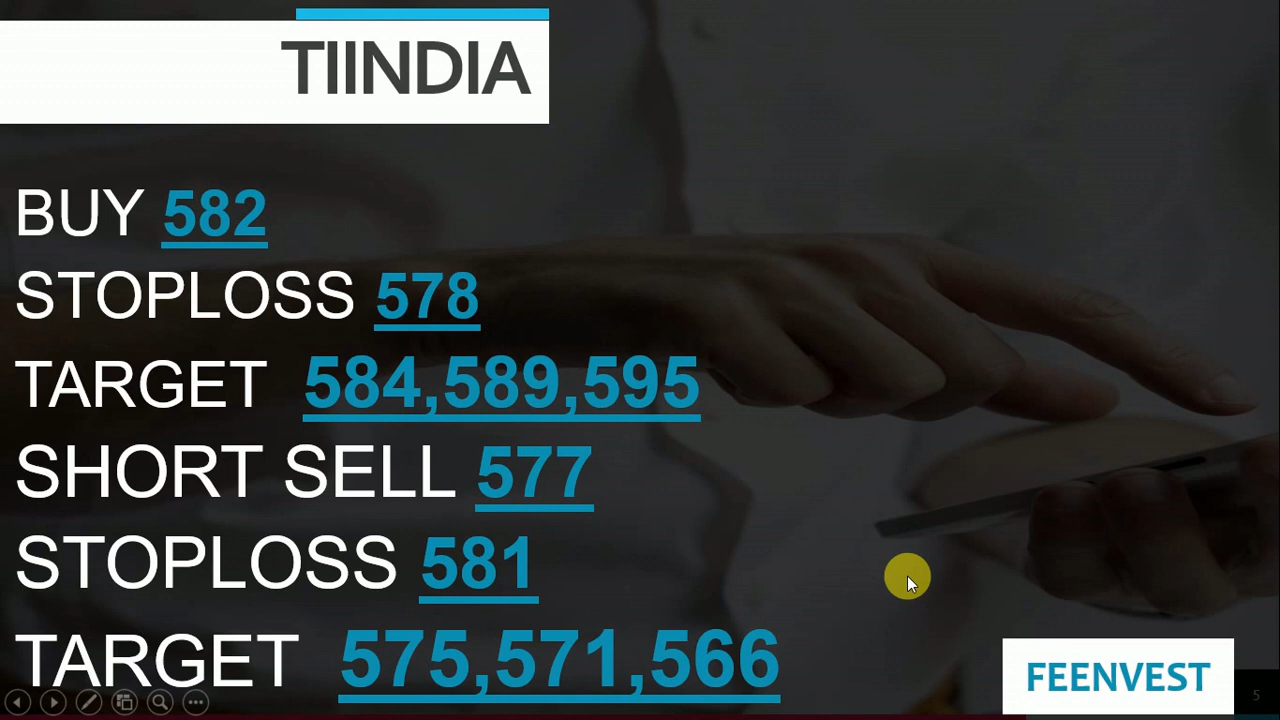 TIINDIA
BUY 582
STOPLOSS 578
TARGET 584,589,595
SHORT SELL 577
STOPLOSS 581
TARGET 575,571,566
FEENVEST
5